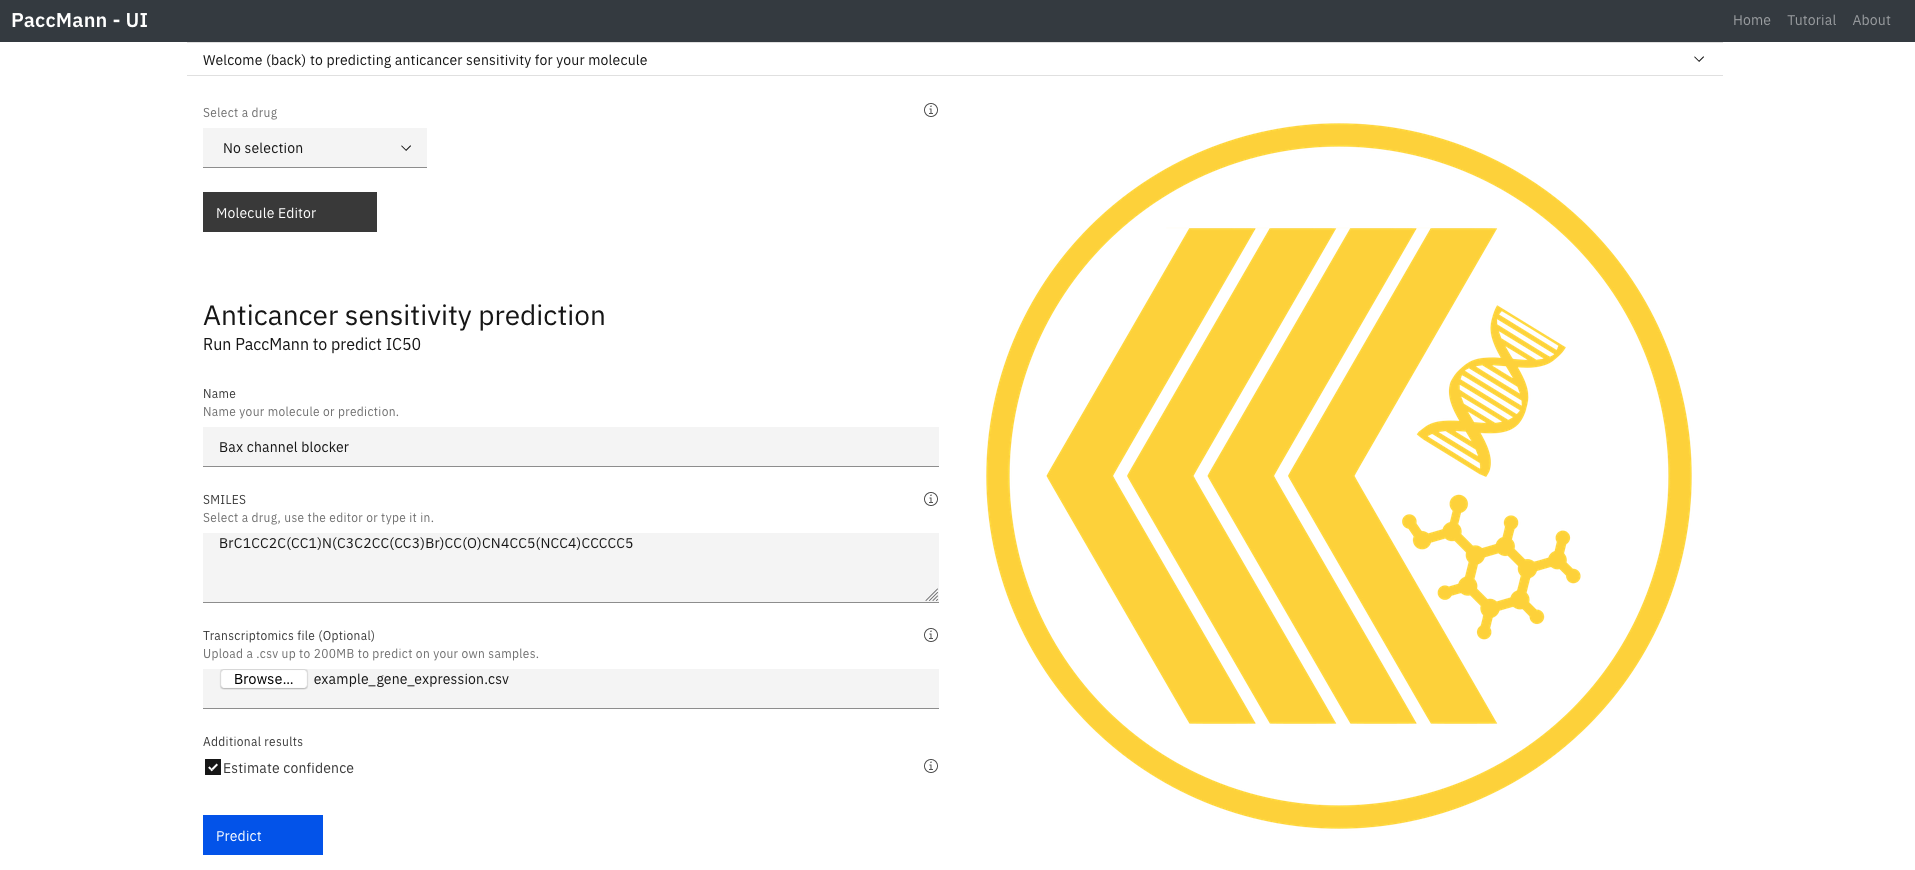 PaccMann - UI
Home Tutorial About
Welcome (back) to predicting anticancer sensitivity for your molecule
Select a drug
No selection
Molecule Editor
Anticancer sensitivity prediction
Run PaccMann to predict IC50
Name
Name your molecule or prediction.
Bax channel blocker
SMILES
Select a drug, use the editor or type it in.
BrC1CC2C(CC1)N(C3C2CC(CC3)Br)CC(O)CN4CC5(NCC4)CCCCC5
Transcriptomics file (Optional)
Upload a .csv up to 200MB to predict on your own samples.
Browse... example_gene_expression.csv
Additional results
Estimate confidence
Predict